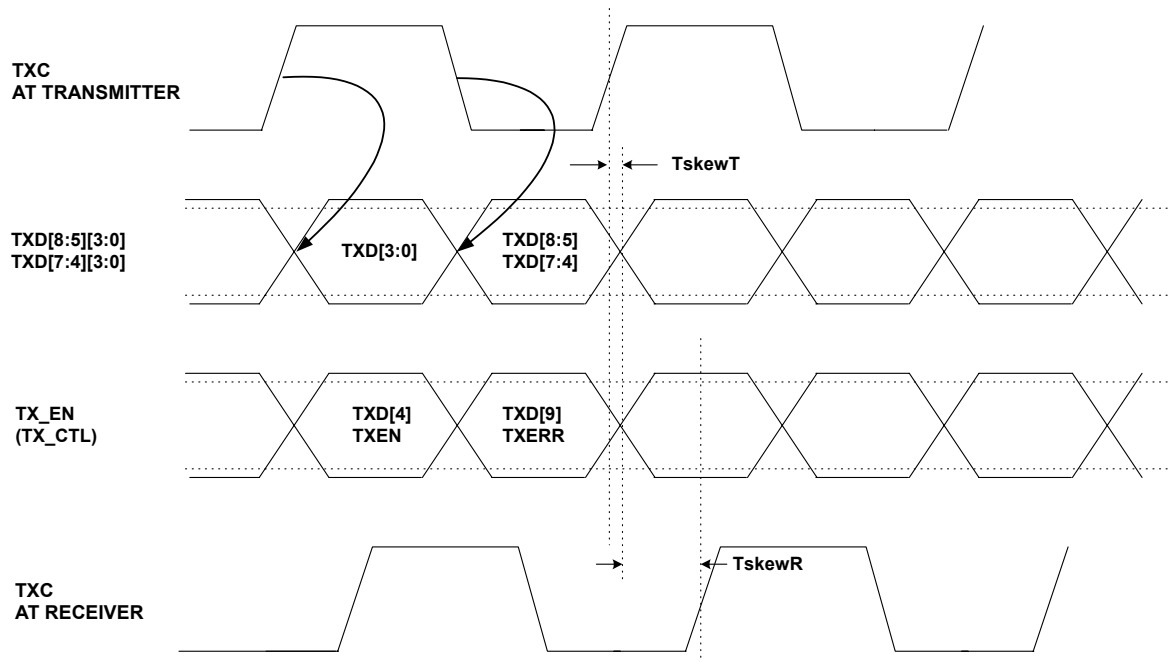 TXC
AT TRANSMITTER
TskewT
TXD[8:5][3:0]
TXD[7:4][3:0]
TXD[3:0]
TXD[8:5]
TXD[7:4]
TX_EN
(TX_CTL)
TXD[4]
TXEN
TXD[9]
TXERR
TskewR
TXC
AT RECEIVER